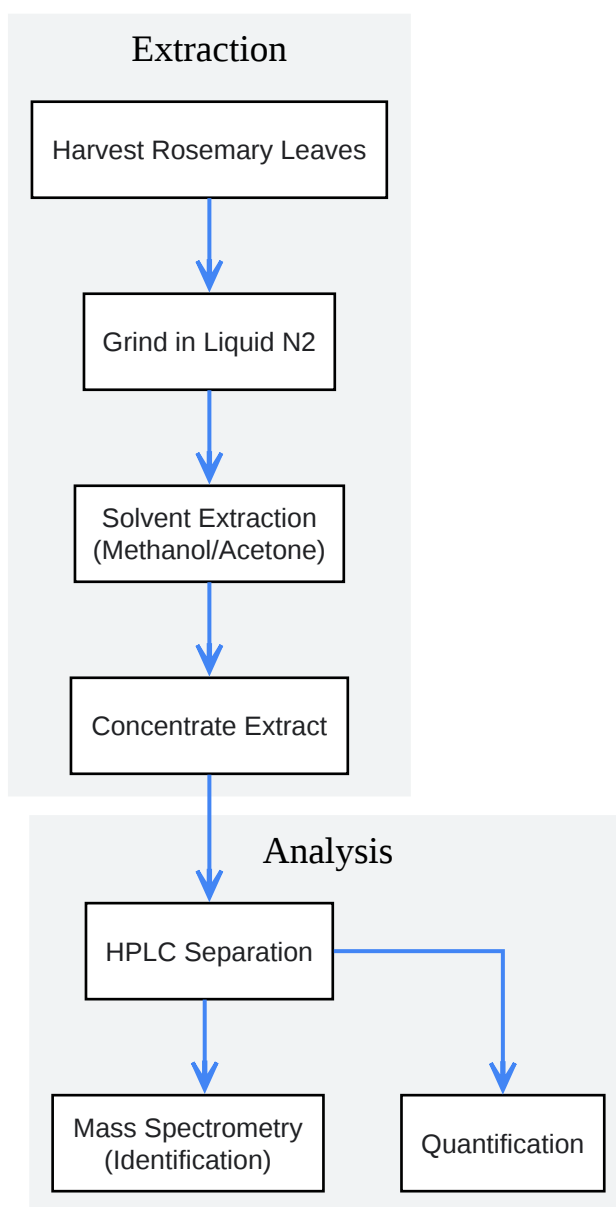 Extraction
Harvest Rosemary Leaves
Grind in Liquid N2
Solvent Extraction
(Methanol/Acetone)
Concentrate Extract
Analysis
HPLC Separation
Mass Spectrometry
(Identification)
Quantification